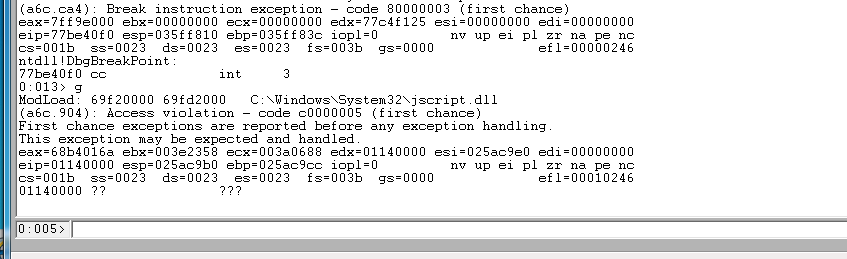 (a6c.ca4): Break instruction exception - code 80000003 (first chance)
eax=7ff9e000 ebx=00000000 ecx=00000000 edx=77c4f125 esi=00000000 edi=00000000
eip=77be40f0 esp=035ff810 ebp=035ff83c iopl=0 nv up ei pl zr na pe nc
cs=001b ss=0023 ds=0023 es=0023 fs=003b gs=0000 efl=00000246
ntdll!DbgBreakPoint:
77be40f0 cc int 3
0:013> g
ModLoad: 69f20000 69fd2000 C:\Windows\System32\jscript.dll
(a6c.904): Access violation - code c0000005 (first chance)
First chance exceptions are reported before any exception handling.
This exception may be expected and handled.
eax=68b4016a ebx=003e2358 ecx=003a0688 edx=01140000 esi=025ac9e0 edi=00000000
eip=01140000 esp=025ac9b0 ebp=025ac9cc iopl=0 nv up ei pl zr na pe nc
cs=001b ss=0023 ds=0023 es=0023 fs=003b gs=0000 efl=00010246
01140000 ?? ???
0:005>